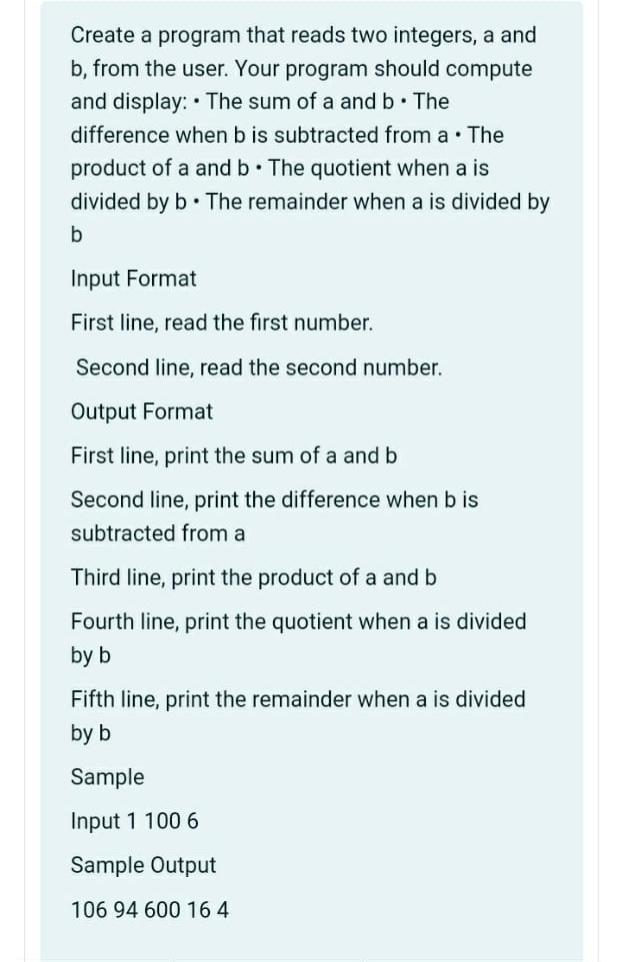 Create a program that reads two integers, a and
b, from the user. Your program should compute
and display: • The sum of a and b • The
difference when b is subtracted from a • The
product of a and b • The quotient when a is
divided by b • The remainder when a is divided by
b
Input Format
First line, read the first number.
Second line, read the second number.
Output Format
First line, print the sum of a and b
Second line, print the difference when b is
subtracted from a
Third line, print the product of a and b
Fourth line, print the quotient when a is divided
by b
Fifth line, print the remainder when a is divided
by b
Sample
Input 1 100 6
Sample Output
106 94 600 16 4